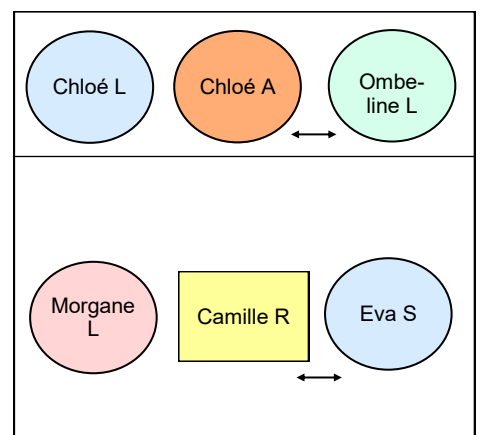 Chloé L
Chloé A
Ombe-
line L
Morgane
L
Camille R
Eva S